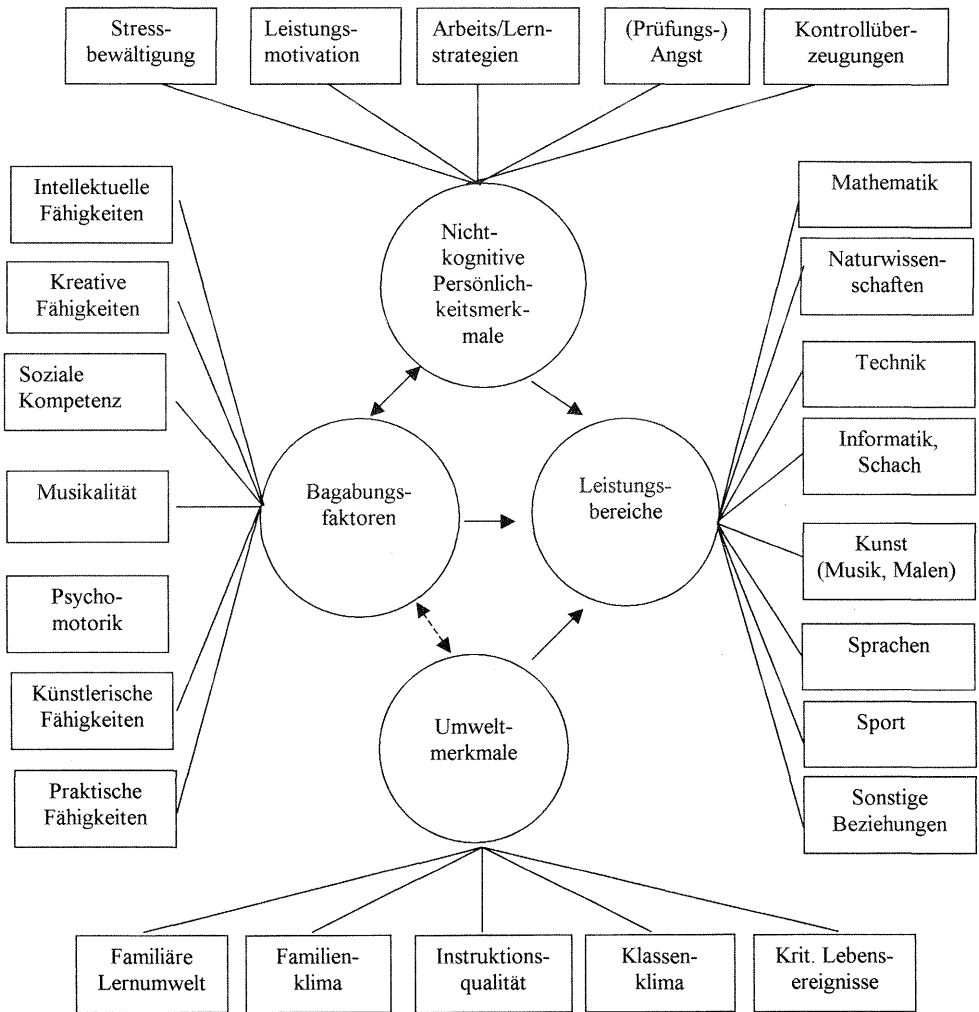 Stress-
bewältigung
Leistungs-
motivation
Arbeits/Lern-
strategien
(Prüfungs-)
Angst
Kontrollüber-
zeugungen
Intellektuelle
Fähigkeiten
Kreative
Fähigkeiten
Soziale
Kompetenz
Musikalität
Psycho-
motorik
Künstlerische
Fähigkeiten
Praktische
Fähigkeiten
Nicht-
kognitive
Persönlich-
keitsmerk-
male
Bagabungs-
faktoren
Leistungs-
bereiche
Umwelt-
merkmale
Mathematik
Naturwissen-
schaften
Technik
Informatik,
Schach
Kunst
(Musik, Malen)
Sprachen
Sport
Sonstige
Beziehungen
Familiäre
Lernumwelt
Familien-
klima
Instruktions-
qualität
Klassen-
klima
Krit. Lebens-
ereignisse